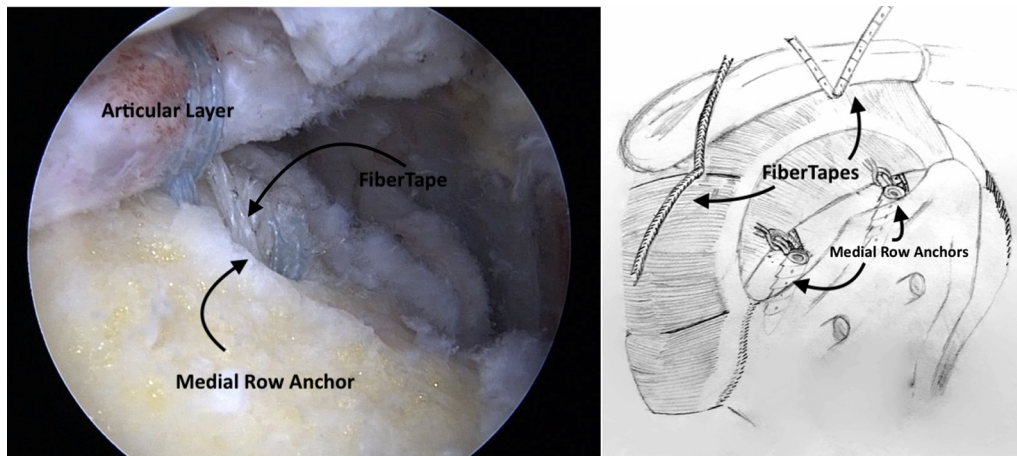 Articular Layer
FiberTape
Medial Row Anchor
FiberTapes
Medial Row Anchors